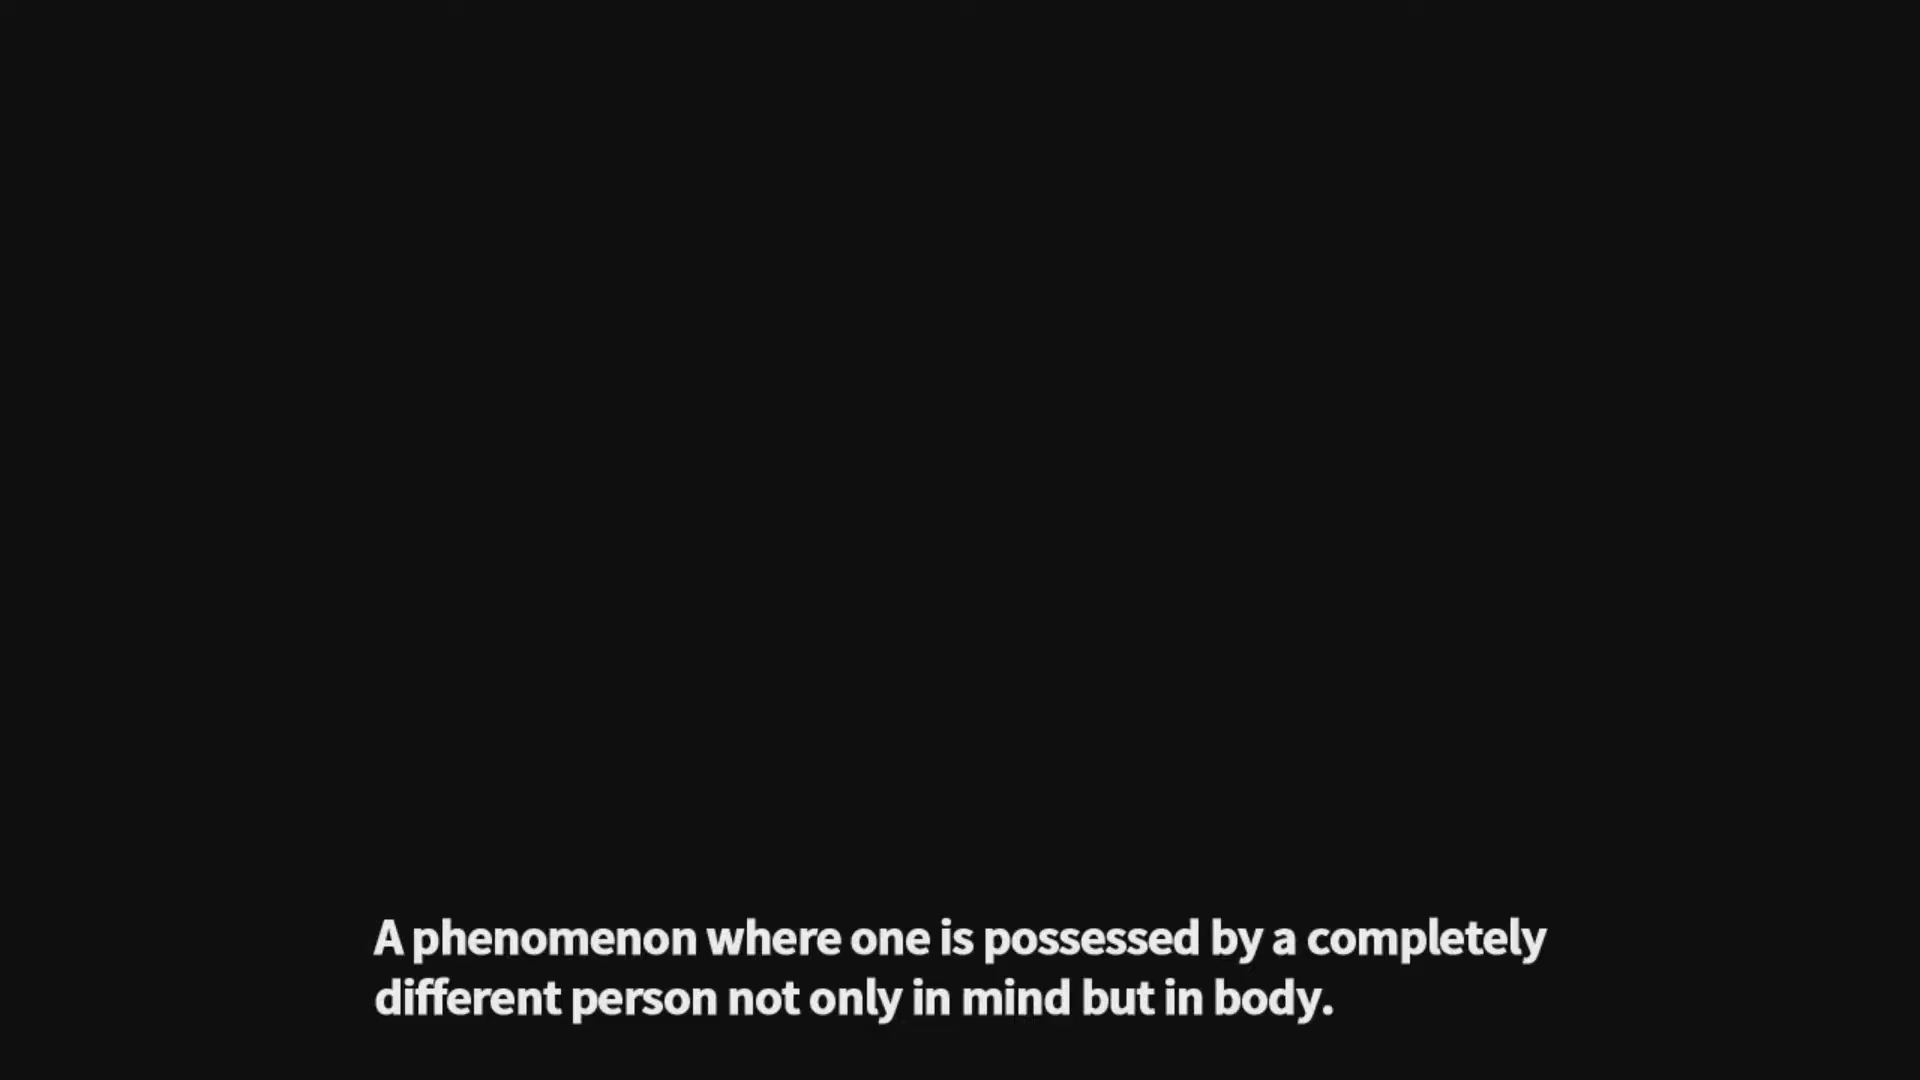 A phenomenon where one is possessed by a completely
different person not only in mind but in body.